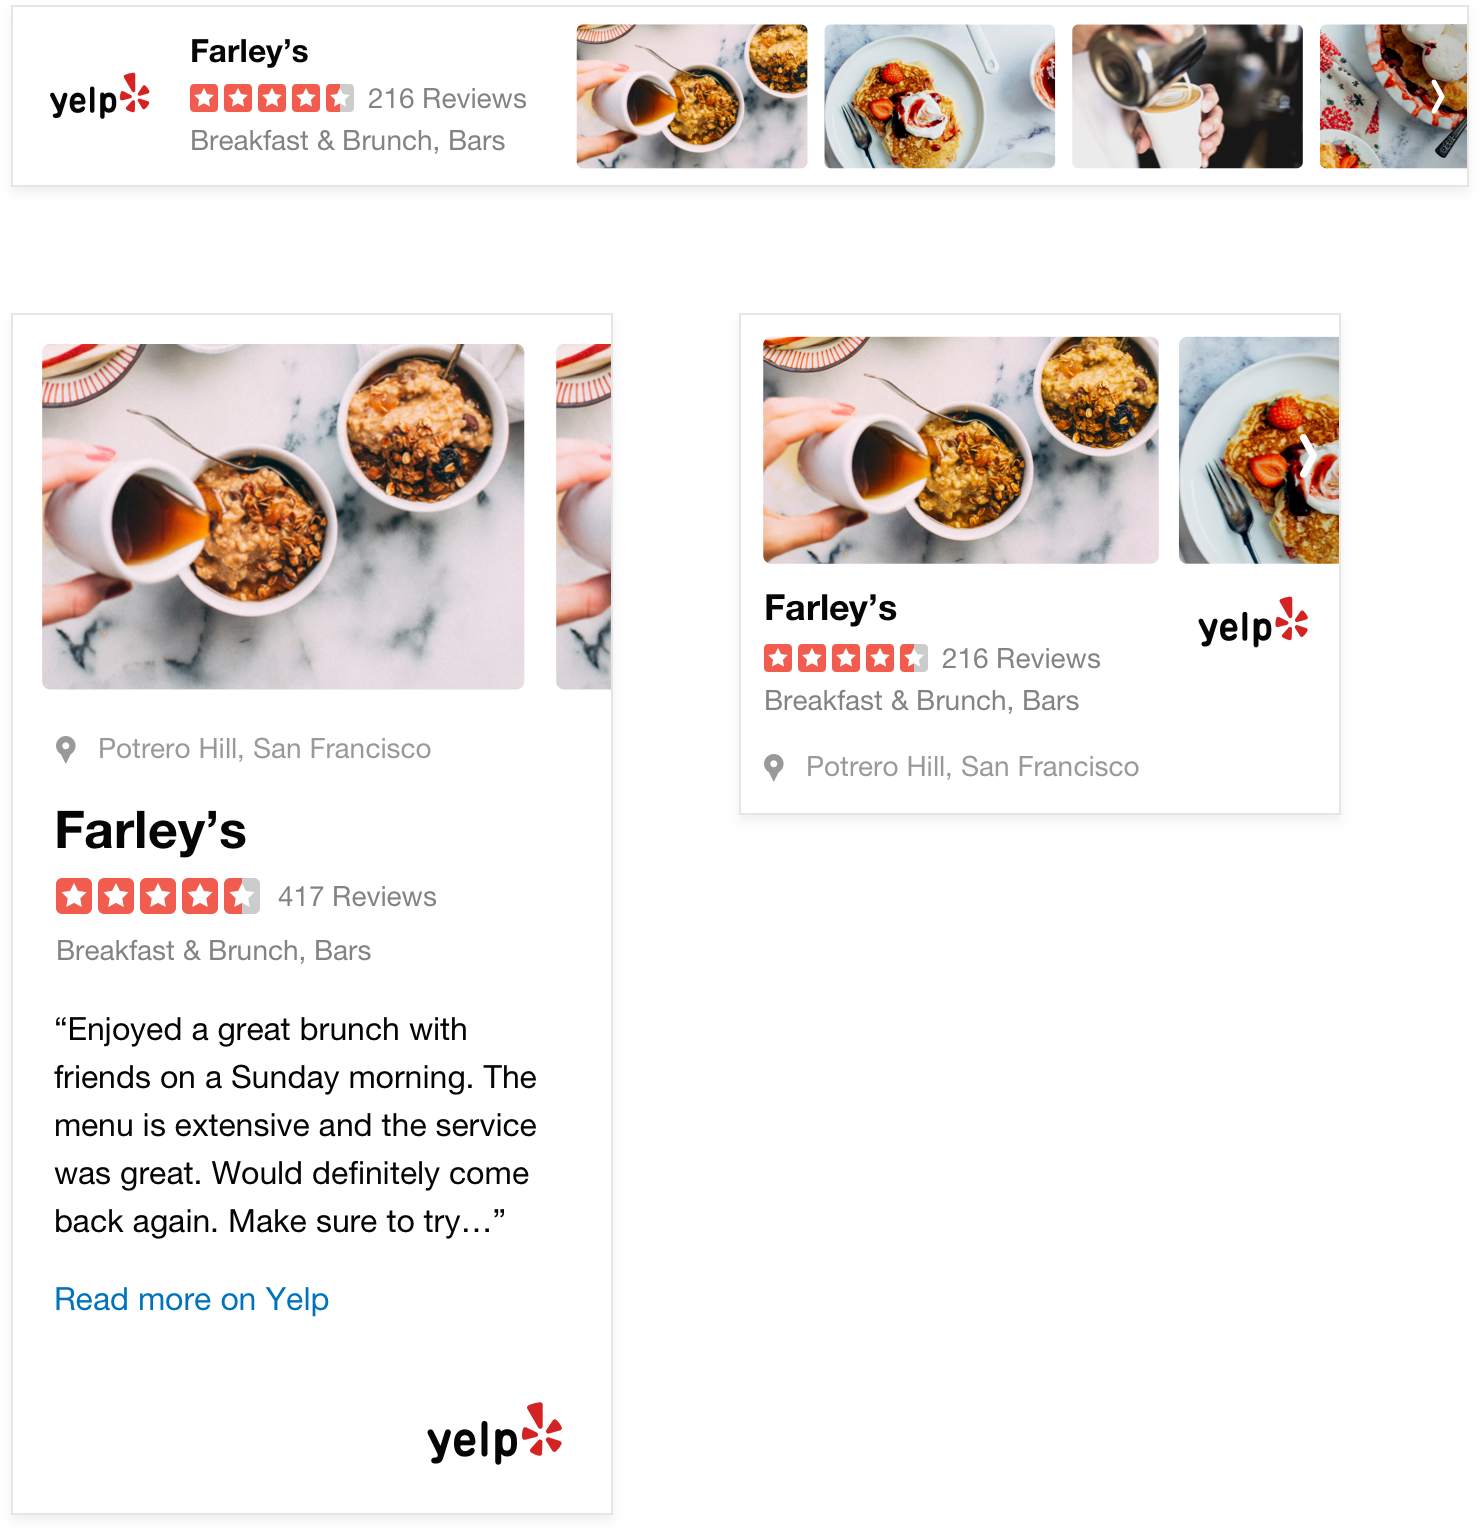 yelp
Farley’s
216 Reviews
Breakfast & Brunch, Bars
Potrero Hill, San Francisco
Farley’s
417 Reviews
Breakfast & Brunch, Bars
“Enjoyed a great brunch with
friends on a Sunday morning. The
menu is extensive and the service
was great. Would definitely come
back again. Make sure to try…”
Read more on Yelp
yelp
Farley’s
yelp
216 Reviews
Breakfast & Brunch, Bars
Potrero Hill, San Francisco